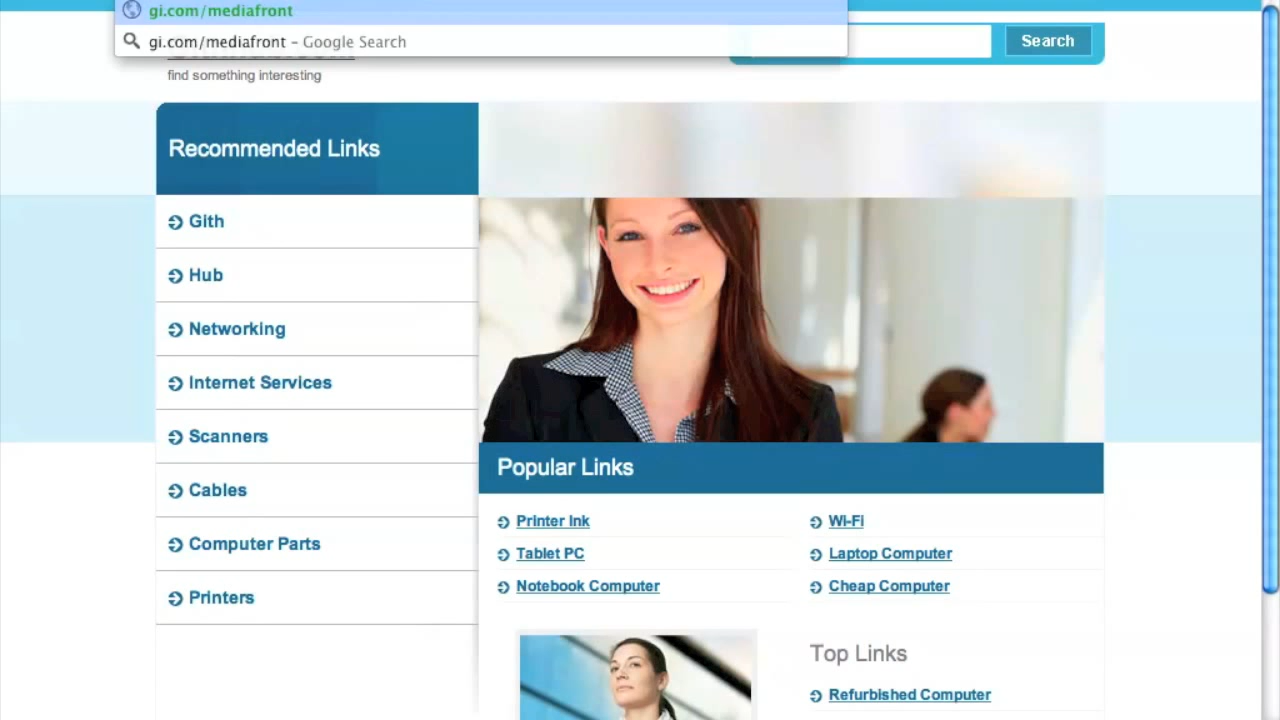 gi.com/mediafront
gi.com/mediafront – Google Search
Search
find something interesting
Recommended Links
Gith
Hub
Networking
Internet Services
Scanners
Cables
Computer Parts
Printers
Popular Links
Printer Ink
Wi-Fi
Tablet PC
Laptop Computer
Notebook Computer
Cheap Computer
Top Links
Refurbished Computer